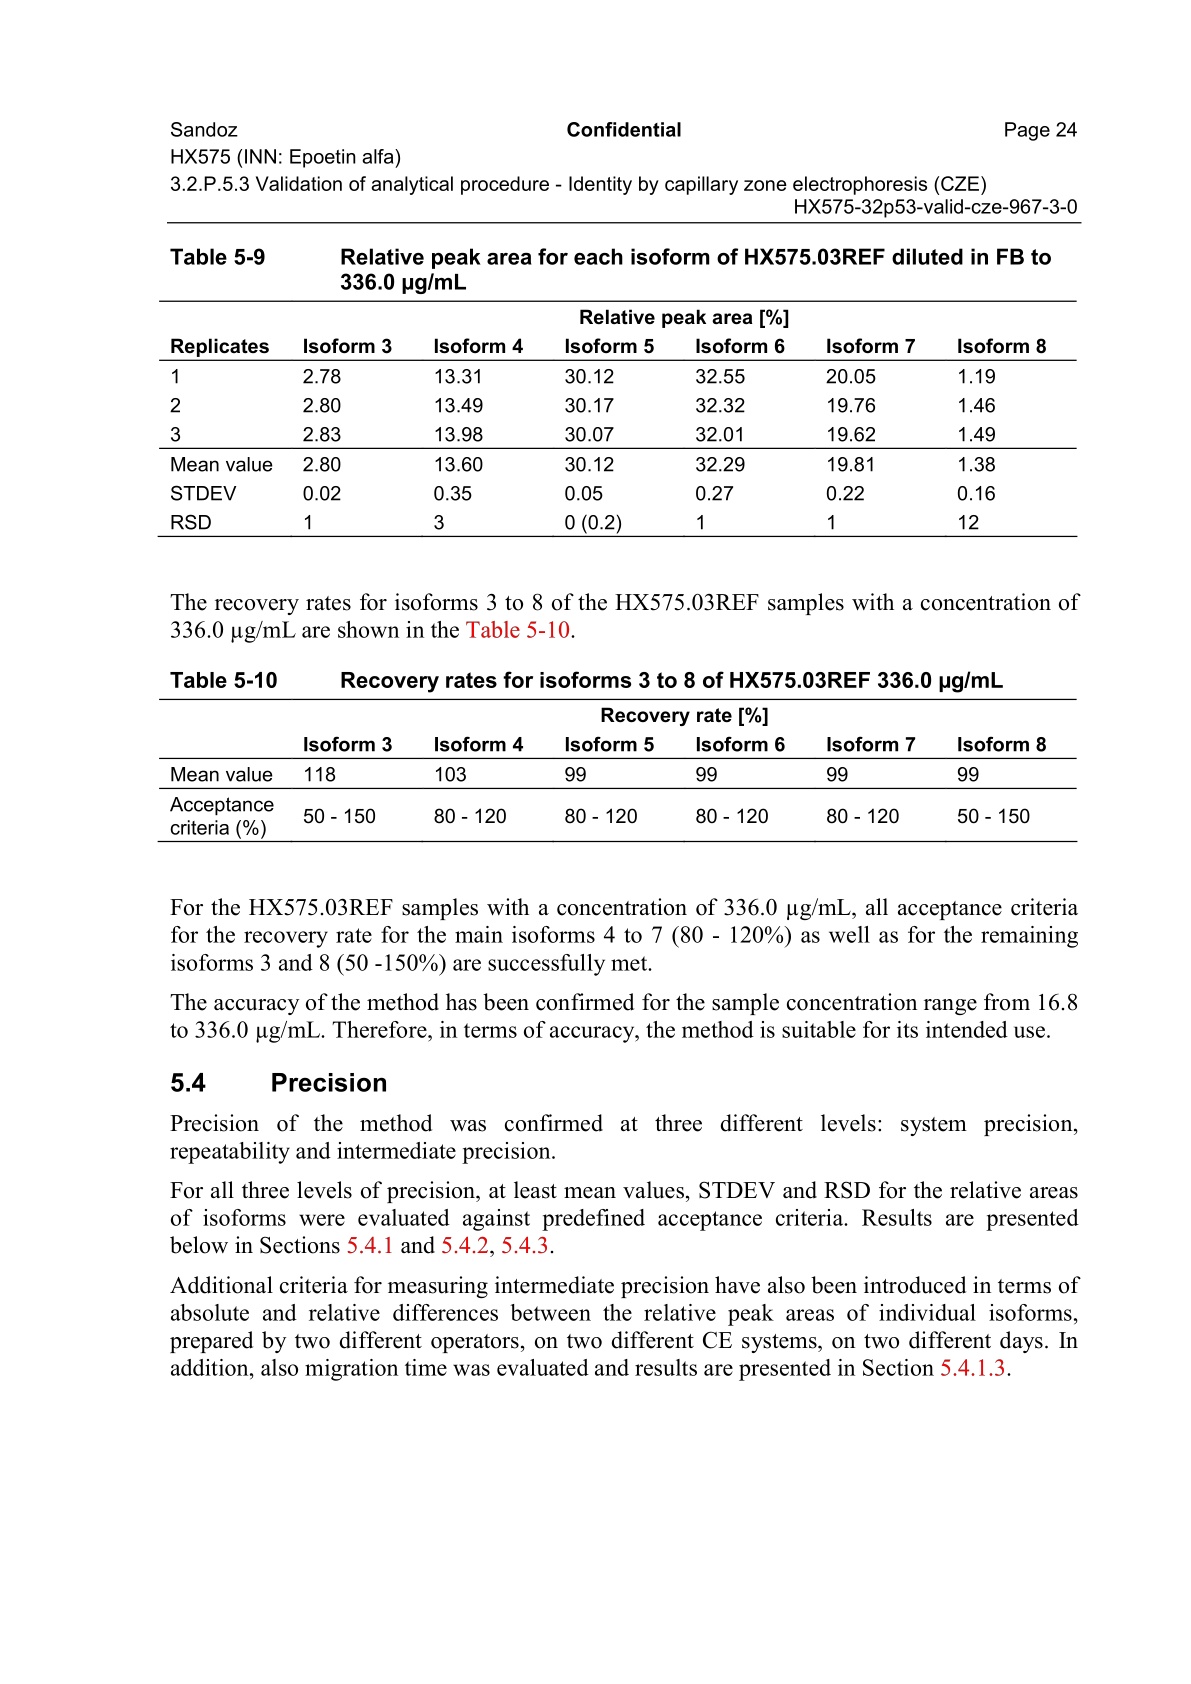 Sandoz Confidential Page 24
HX575 (INN: Epoetin alfa)
3.2.P.5.3 Validation of analytical procedure - Identity by capillary zone electrophoresis (CZE)
HX575-32p53-valid-cze-967-3-0
Table 5-9 Relative peak area for each isoform of HX575.03REF diluted in FB to
336.0 µg/mL
Relative peak area [%]
Replicates Isoform 3 Isoform 4 Isoform 5 Isoform 6 Isoform 7 Isoform 8
1 2.78 13.31 30.12 32.55 20.05 1.19
2 2.80 13.49 30.17 32.32 19.76 1.46
3 2.83 13.98 30.07 32.01 19.62 1.49
Mean value 2.80 13.60 30.12 32.29 19.81 1.38
STDEV 0.02 0.35 0.05 0.27 0.22 0.16
RSD 1 3 0 (0.2) 1 1 12
The recovery rates for isoforms 3 to 8 of the HX575.03REF samples with a concentration of
336.0 µg/mL are shown in the Table 5-10.
Table 5-10 Recovery rates for isoforms 3 to 8 of HX575.03REF 336.0 µg/mL
Recovery rate [%]
Isoform 3 Isoform 4 Isoform 5 Isoform 6 Isoform 7 Isoform 8
Mean value 118 103 99 99 99 99
Acceptance
criteria (%) 50 - 150 80 - 120 80 - 120 80 - 120 80 - 120 50 - 150
For the HX575.03REF samples with a concentration of 336.0 µg/mL, all acceptance criteria
for the recovery rate for the main isoforms 4 to 7 (80 - 120%) as well as for the remaining
isoforms 3 and 8 (50 -150%) are successfully met.
The accuracy of the method has been confirmed for the sample concentration range from 16.8
to 336.0 µg/mL. Therefore, in terms of accuracy, the method is suitable for its intended use.
5.4 Precision
Precision of the method was confirmed at three different levels: system precision,
repeatability and intermediate precision.
For all three levels of precision, at least mean values, STDEV and RSD for the relative areas
of isoforms were evaluated against predefined acceptance criteria. Results are presented
below in Sections 5.4.1 and 5.4.2, 5.4.3.
Additional criteria for measuring intermediate precision have also been introduced in terms of
absolute and relative differences between the relative peak areas of individual isoforms,
prepared by two different operators, on two different CE systems, on two different days. In
addition, also migration time was evaluated and results are presented in Section 5.4.1.3.